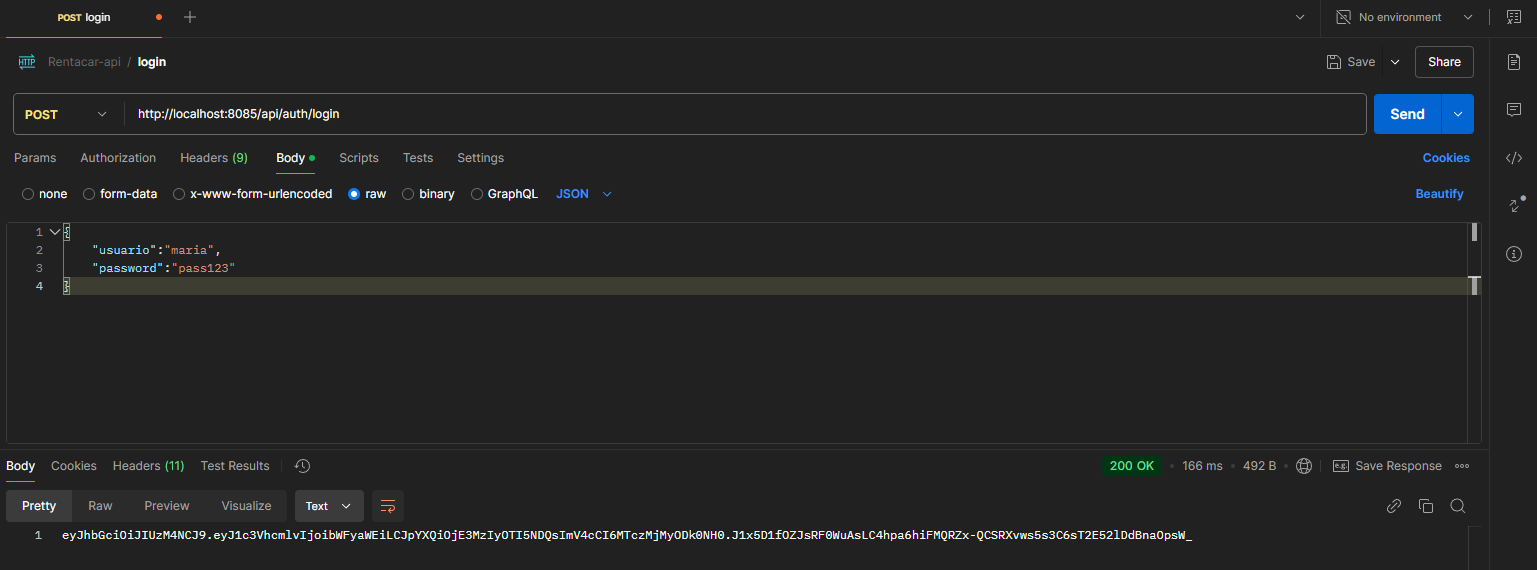 POST login
No environment
HTTP Rentacar-api / login
Save
Share
POST
http://localhost:8085/api/auth/login
Send
Params Authorization Headers (9) Body Scripts Tests Settings
Cookies
none form-data x-www-form-urlencoded raw binary GraphQL JSON
Beautify
1 {
2 "usuario":"maria",
3 "password":"pass123"
4 }
Body Cookies Headers (11) Test Results
200 OK • 166 ms • 492 B
e.g. Save Response
Pretty Raw Preview Visualize Text
1 eyJhbGciOiJIUzM4NCJ9.eyJ1c3VhcmlvIjoibWFyaWEiLCJpYXQiOjE3MzIyOTI5NDQsImV4cCI6MTczMjMyODk0NH0.J1x5D1fOZJsRF0WuAsLC4hpa6hiFMQRZx-QCSRXvws5s3C6sT2E52lDdBnaOpsW_